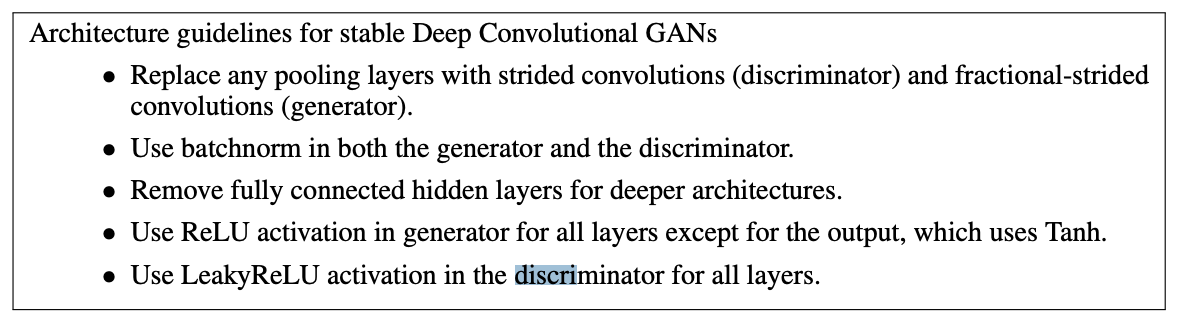 Architecture guidelines for stable Deep Convolutional GANs
• Replace any pooling layers with strided convolutions (discriminator) and fractional-strided
convolutions (generator).
• Use batchnorm in both the generator and the discriminator.
• Remove fully connected hidden layers for deeper architectures.
• Use ReLU activation in generator for all layers except for the output, which uses Tanh.
• Use LeakyReLU activation in the discriminator for all layers.